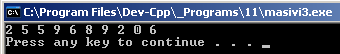 C:\Program Files\Dev-Cpp\_Programs\11\masivi3.exe
2 5 5 9 6 8 9 2 0 6
Press any key to continue . . .